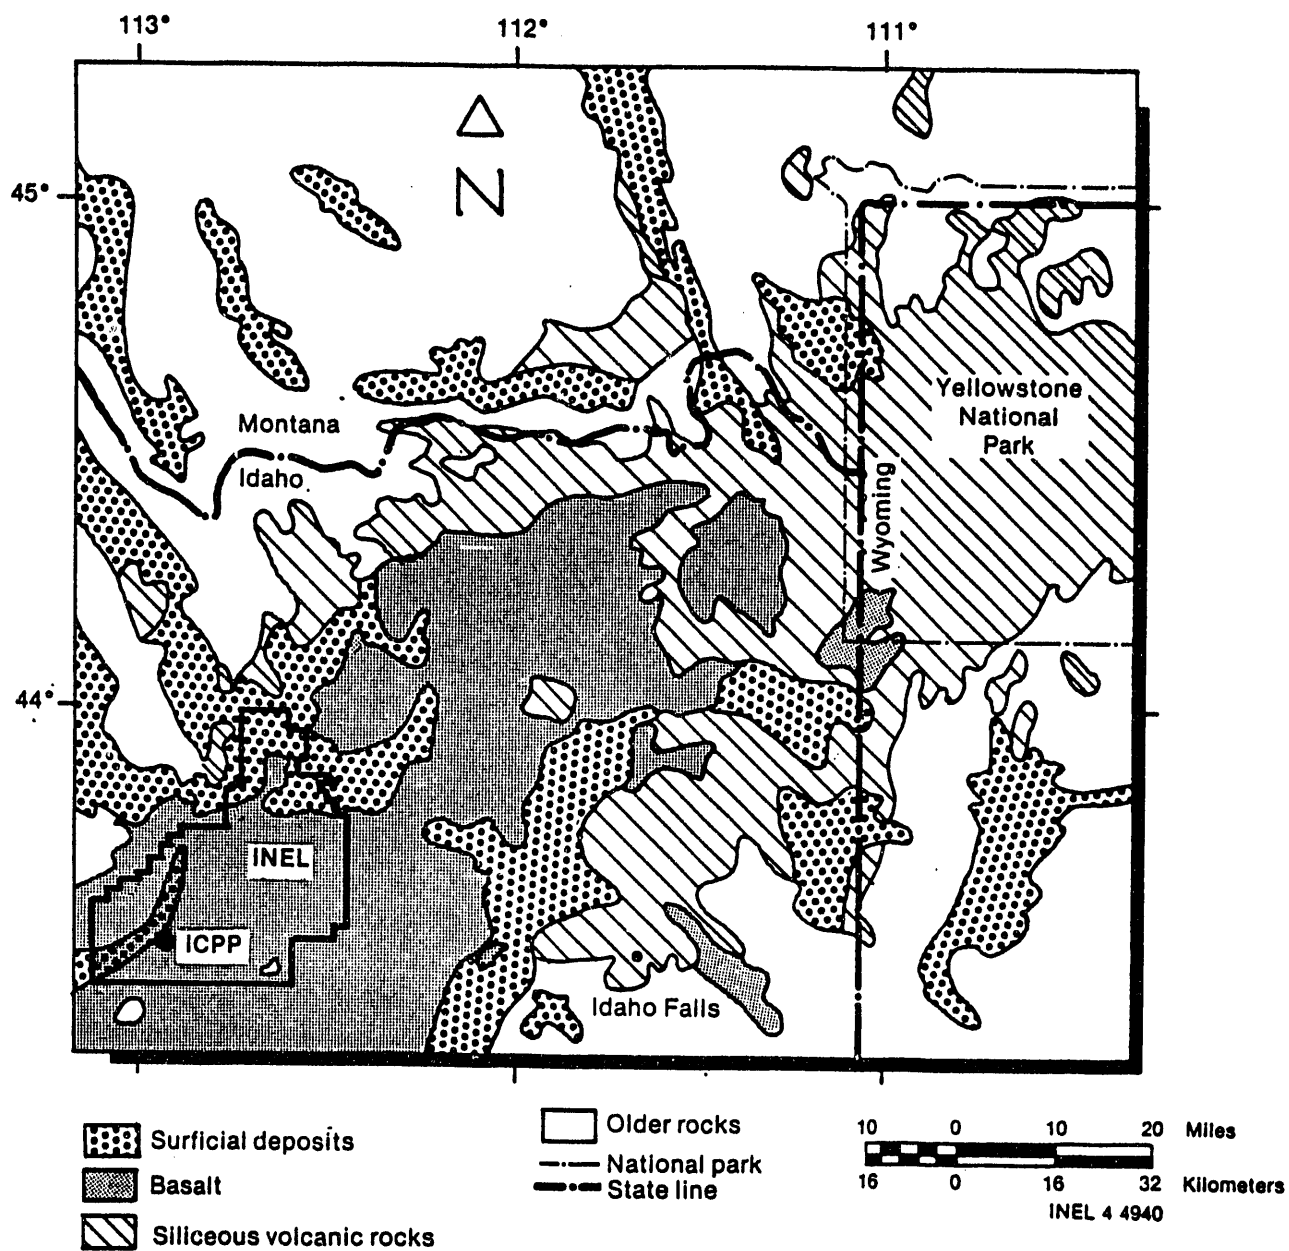 113°
112°
111°
45°
N
Yellowstone
National
Park
Montana
Idaho
Wyoming
44°
INEL
ICPP
Idaho Falls
Surficial deposits
Basalt
Siliceous volcanic rocks
Older rocks
National park
State line
10 0 10 20 Miles
16 0 16 32 Kilometers
INEL 4 4940